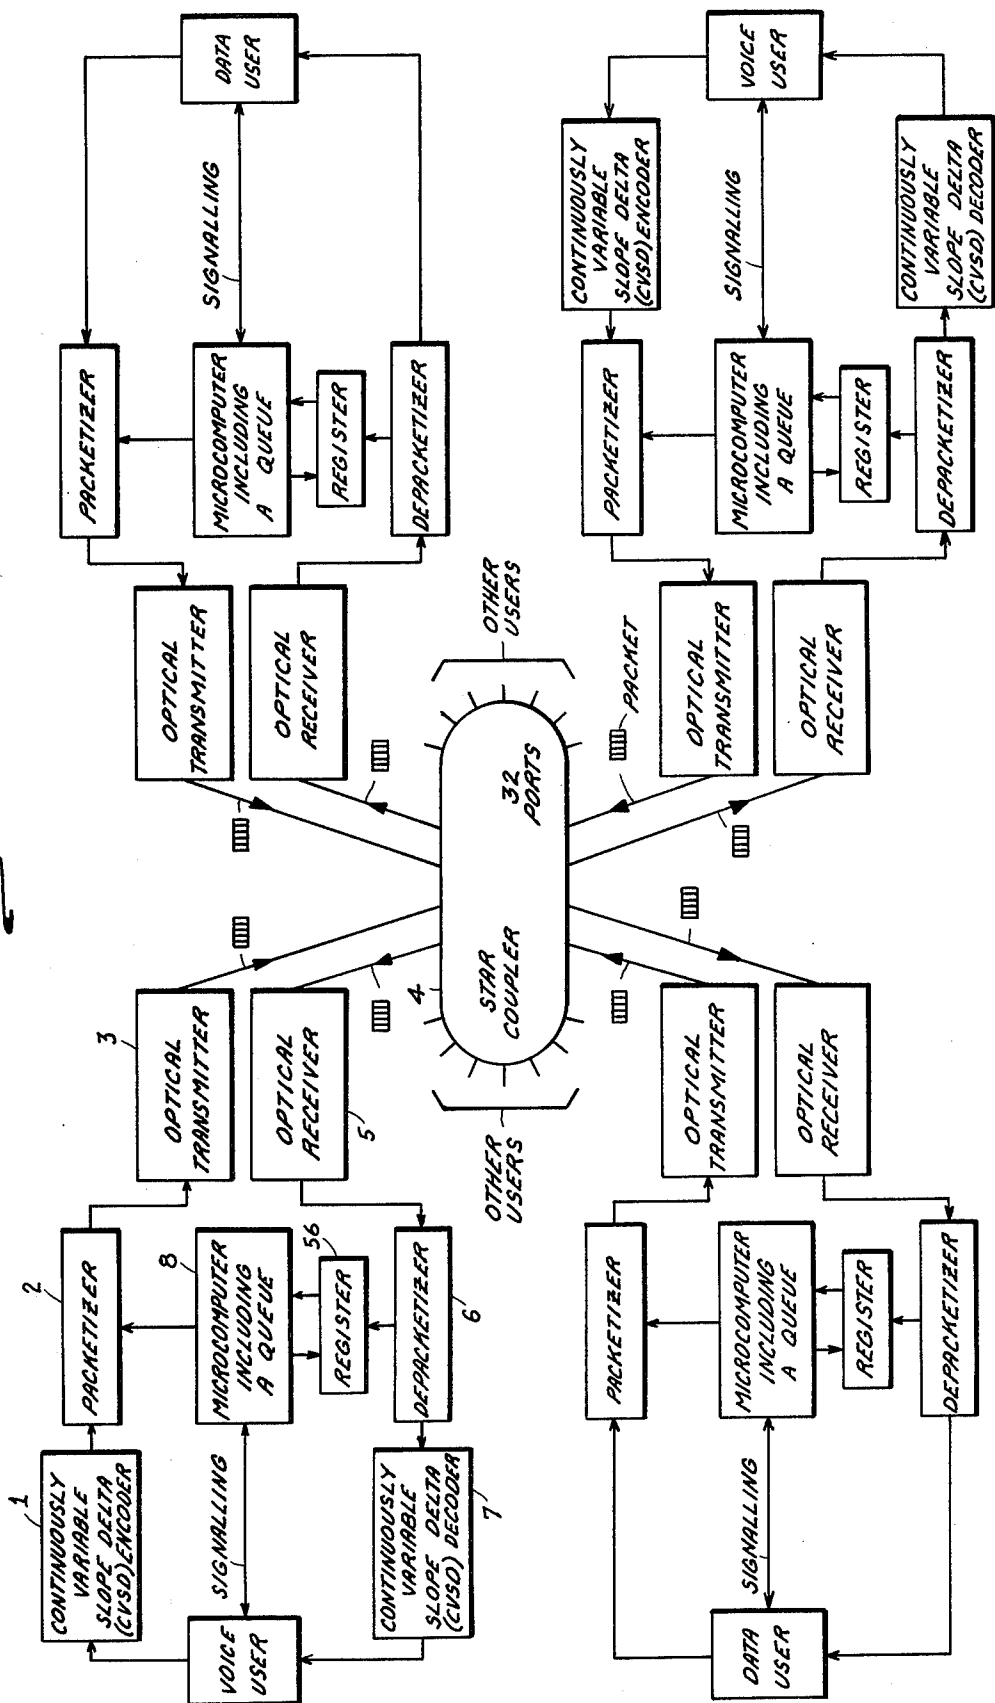 1
CONTINUOUSLY
VARIABLE
SLOPE DELTA
(CVSD) ENCODER
2
PACKETIZER
3
OPTICAL
TRANSMITTER
VOICE
USER
SIGNALLING
8
MICROCOMPUTER
INCLUDING
A QUEUE
56
REGISTER
OPTICAL
RECEIVER
5
CONTINUOUSLY
VARIABLE
SLOPE DELTA
(CVSD) DECODER
7
DEPACKETIZER
6
PACKETIZER
OPTICAL
TRANSMITTER
DATA
USER
SIGNALLING
MICROCOMPUTER
INCLUDING
A QUEUE
REGISTER
OPTICAL
RECEIVER
DEPACKETIZER
4
STAR
COUPLER
32
PORTS
OTHER
USERS
OTHER
USERS
PACKET
PACKETIZER
OPTICAL
TRANSMITTER
DATA
USER
SIGNALLING
MICROCOMPUTER
INCLUDING
A QUEUE
REGISTER
OPTICAL
RECEIVER
DEPACKETIZER
CONTINUOUSLY
VARIABLE
SLOPE DELTA
(CVSD) ENCODER
PACKETIZER
OPTICAL
TRANSMITTER
VOICE
USER
SIGNALLING
MICROCOMPUTER
INCLUDING
A QUEUE
REGISTER
OPTICAL
RECEIVER
DEPACKETIZER
CONTINUOUSLY
VARIABLE
SLOPE DELTA
(CVSD) DECODER